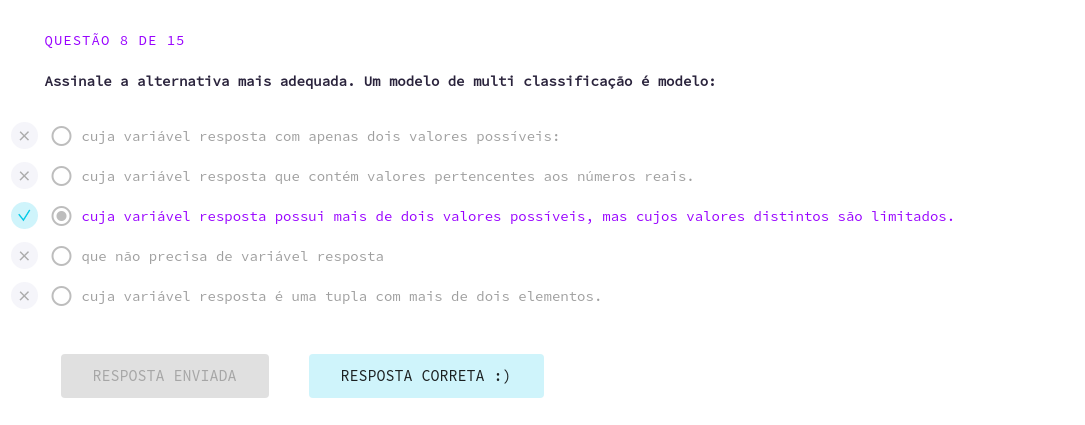 QUESTÃO 8 DE 15
Assinale a alternativa mais adequada. Um modelo de multi classificação é modelo:
cuja variável resposta com apenas dois valores possíveis:
cuja variável resposta que contém valores pertencentes aos números reais.
cuja variável resposta possui mais de dois valores possíveis, mas cujos valores distintos são limitados.
que não precisa de variável resposta
cuja variável resposta é uma tupla com mais de dois elementos.
RESPOSTA ENVIADA
RESPOSTA CORRETA :)